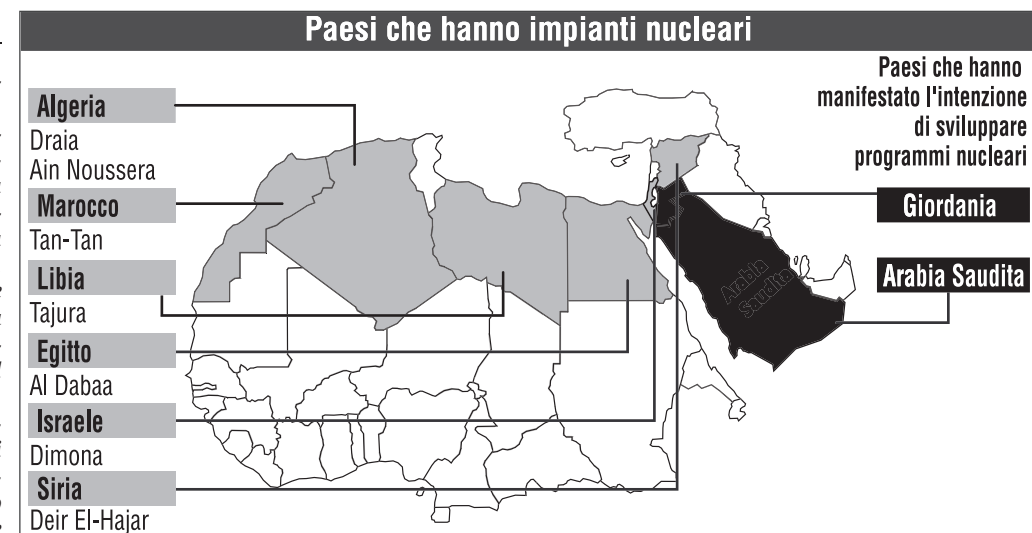 Paesi che hanno impianti nucleari
Algeria
Draia
Ain Noussera
Marocco
Tan-Tan
Libia
Tajura
Egitto
Al Dabaa
Israele
Dimona
Siria
Deir El-Hajar
Paesi che hanno
manifestato l'intenzione
di sviluppare
programmi nucleari
Giordania
Arabia Saudita
Arabia
Saudita